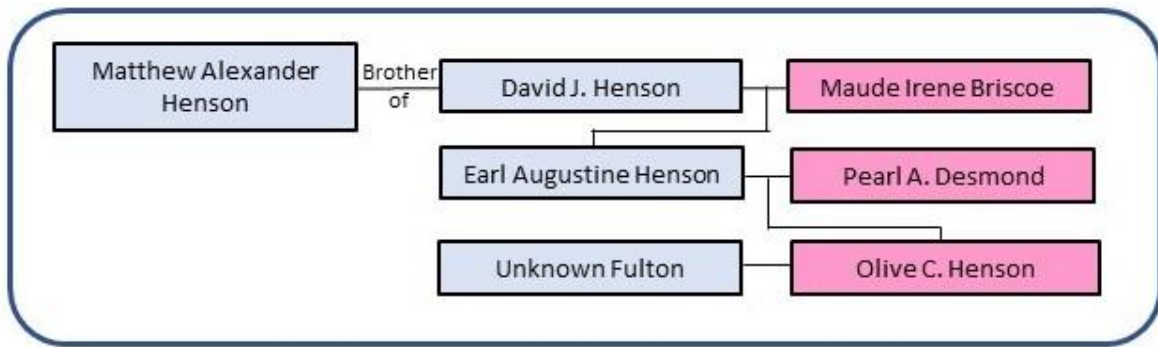 Matthew Alexander
Henson
Brother
of
David J. Henson
Maude Irene Briscoe
Earl Augustine Henson
Pearl A. Desmond
Unknown Fulton
Olive C. Henson